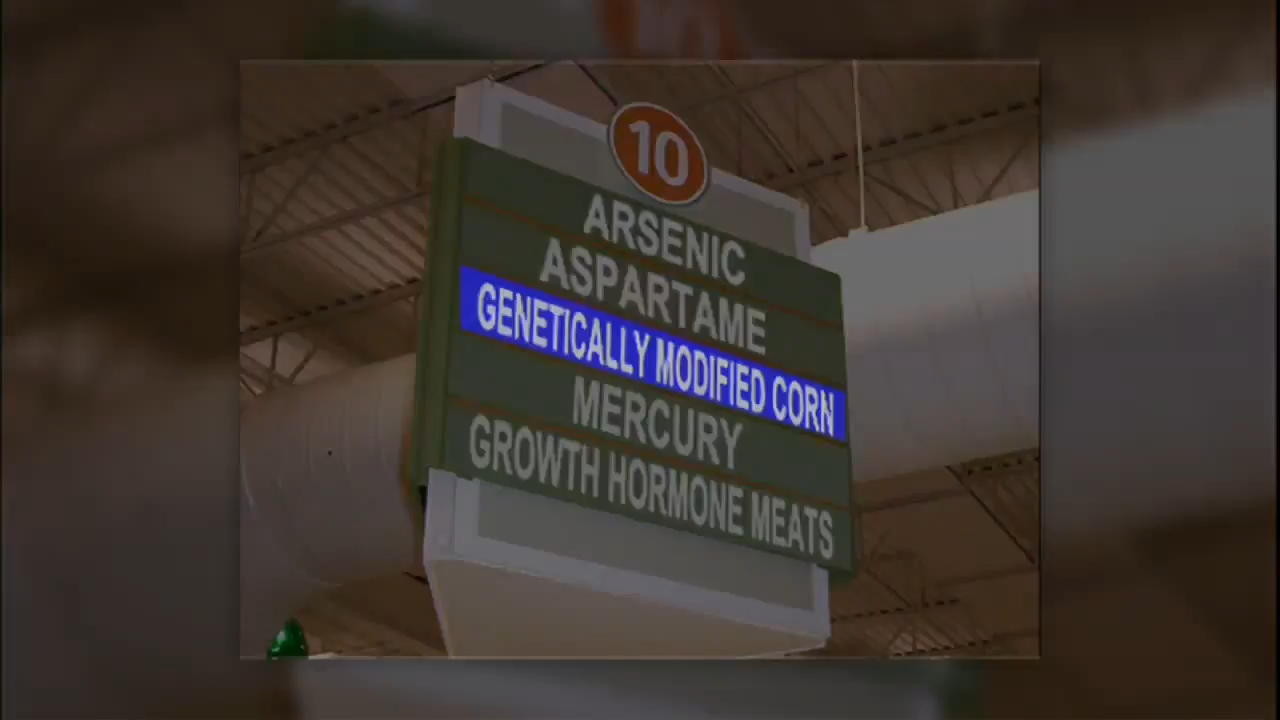 10
ARSENIC
ASPARTAME
GENETICALLY MODIFIED CORN
MERCURY
GROWTH HORMONE MEATS